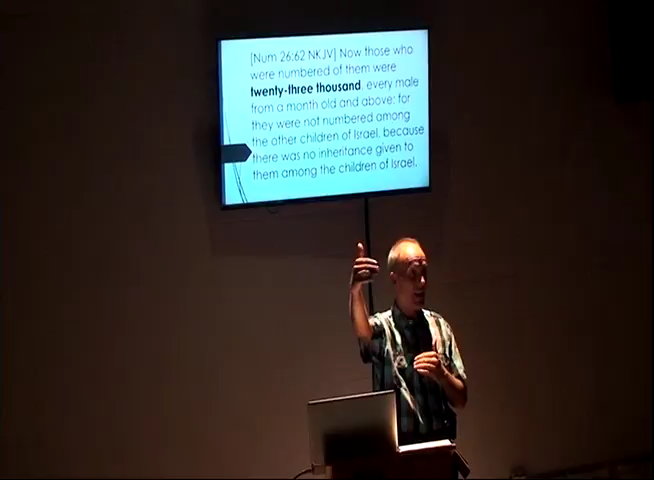 [Num 26:62 NKJV] Now those who
were numbered of them were
twenty-three thousand, every male
from a month old and above; for
they were not numbered among
the other children of Israel, because
there was no inheritance given to
them among the children of Israel.